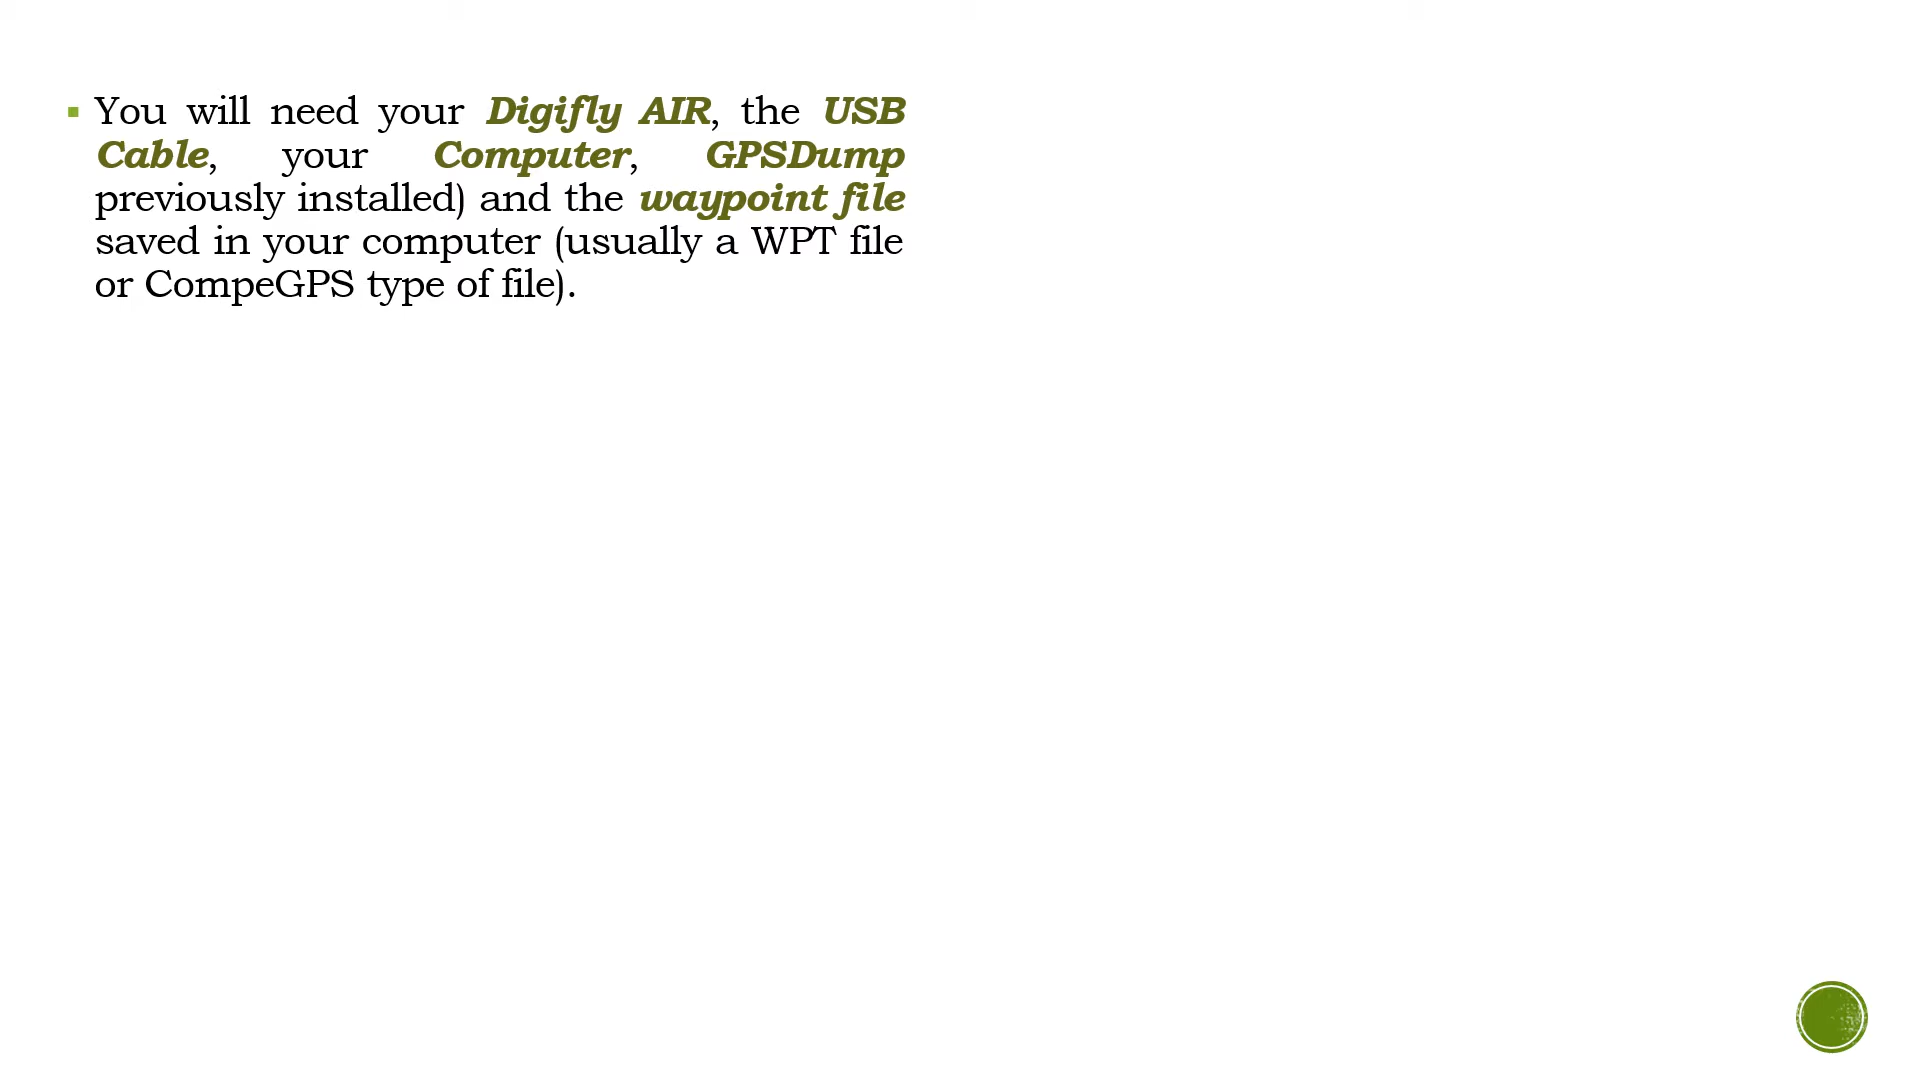 You will need your Digifly AIR, the USB
Cable, your Computer, GPSDump
previously installed) and the waypoint file
saved in your computer (usually a WPT file
or CompeGPS type of file).